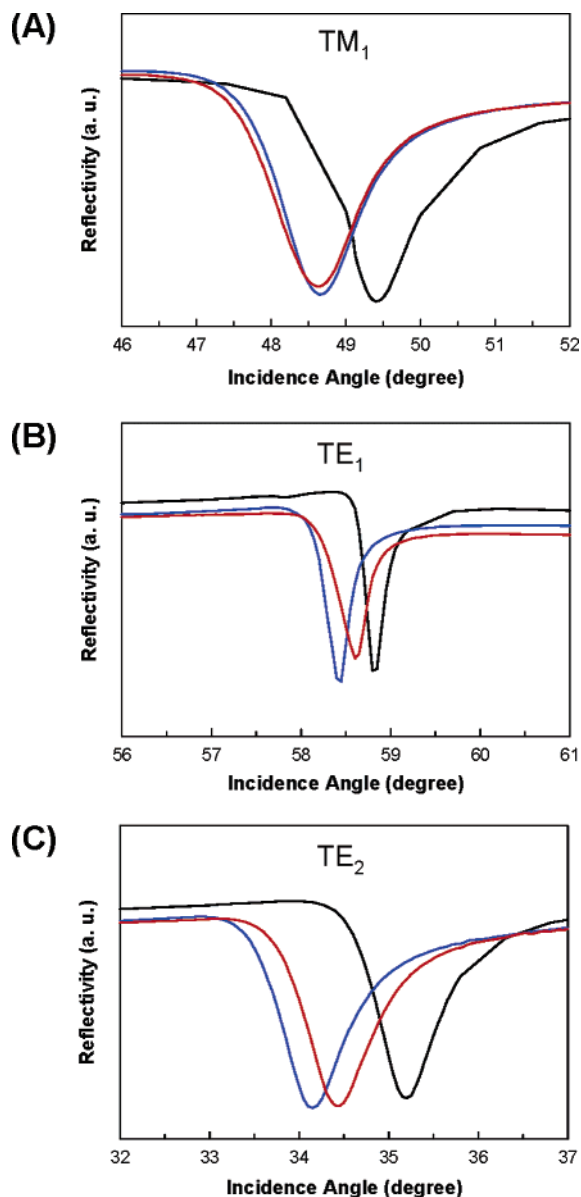 (A)
TM₁
Reflectivity (a. u.)
46 47 48 49 50 51 52
Incidence Angle (degree)
(B)
TE₁
Reflectivity (a. u.)
56 57 58 59 60 61
Incidence Angle (degree)
(C)
TE₂
Reflectivity (a. u.)
32 33 34 35 36 37
Incidence Angle (degree)